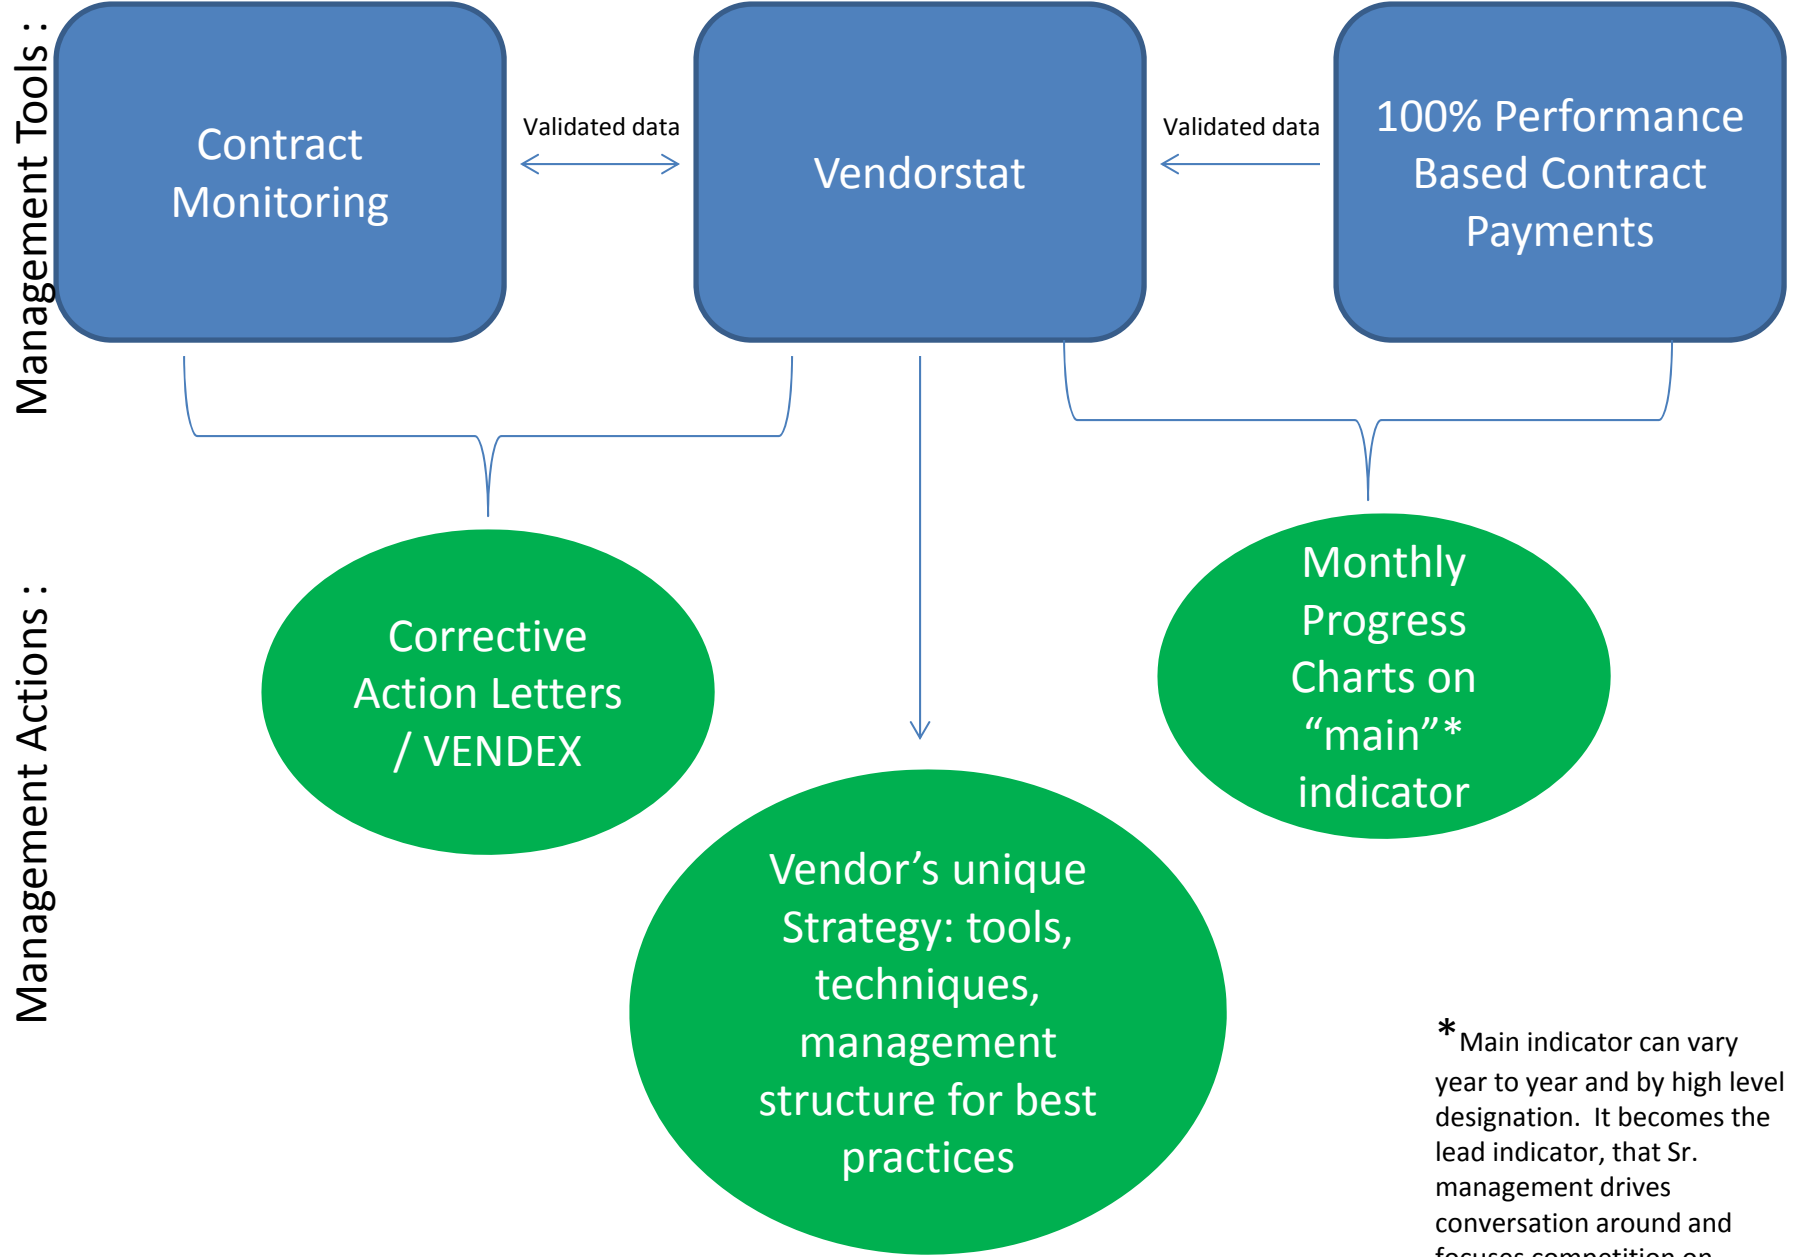 Management Tools :
Contract
Monitoring
Validated data
Vendorstat
Validated data
100% Performance
Based Contract
Payments
Management Actions :
Corrective
Action Letters
/ VENDEX
Monthly
Progress
Charts on
“main”*
indicator
Vendor’s unique
Strategy: tools,
techniques,
management
structure for best
practices
*Main indicator can vary
year to year and by high level
designation.  It becomes the
lead indicator, that Sr.
management drives
conversation around and
focuses competition on